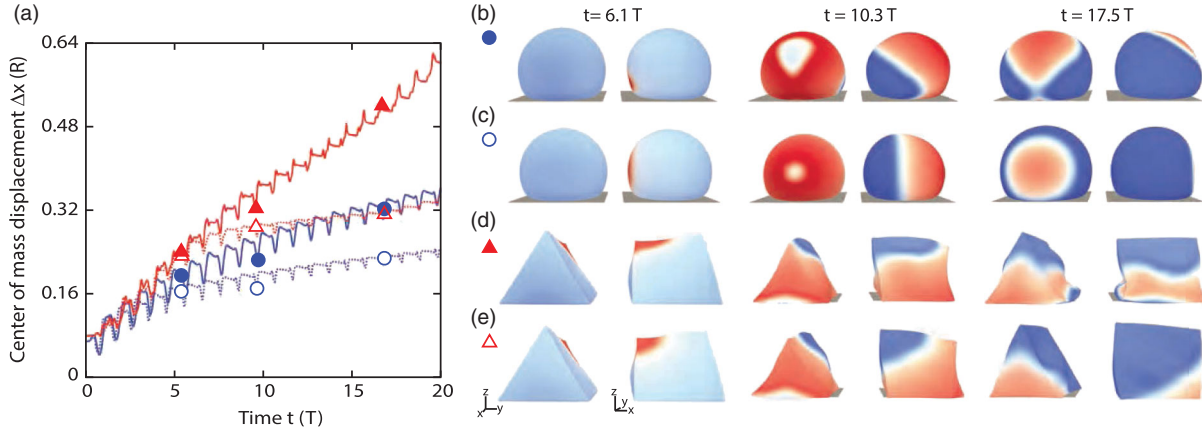 (a)
Center of mass displacement Δx (R)
0.64
0.48
0.32
0.16
0
0 5 10 15 20
Time t (T)
t= 6.1 T t = 10.3 T t = 17.5 T
(b)
(c)
(d)
(e)
z
x y
z
y
x